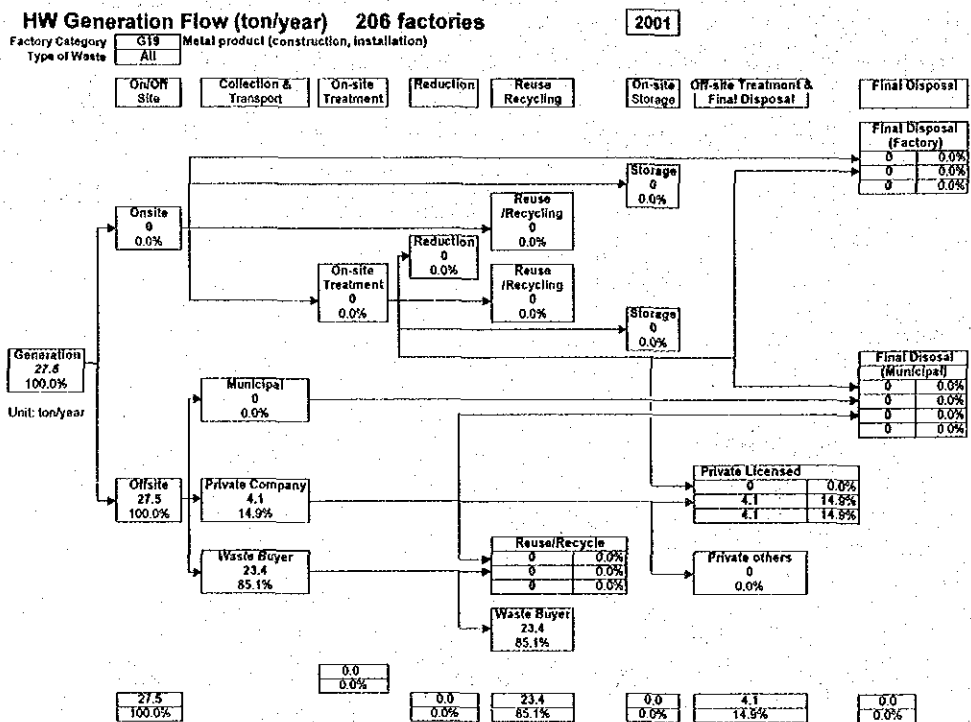 HW Generation Flow (ton/year) 206 factories
2001
Factory Category G19 Metal product (construction, installation)
Type of Waste All
On/Off Site
Collection & Transport
On-site Treatment
Reduction
Reuse Recycling
On-site Storage
Off-site Treatment & Final Disposal
Final Disposal
Final Disposal
(Factory)
0 0.0%
0 0.0%
0 0.0%
Storage
0
0.0%
Onsite
0
0.0%
Reuse
/Recycling
0
0.0%
Reduction
0
0.0%
On-site
Treatment
0
0.0%
Reuse
/Recycling
0
0.0%
Storage
0
0.0%
Generation
27.5
100.0%
Unit: ton/year
Final Disosal
(Municipal)
0 0.0%
0 0.0%
0 0.0%
0 0.0%
Municipal
0
0.0%
Offsite
27.5
100.0%
Private Company
4.1
14.9%
Private Licensed
0 0.0%
4.1 14.9%
4.1 14.9%
Waste Buyer
23.4
85.1%
Reuse/Recycle
0 0.0%
0 0.0%
0 0.0%
Private others
0
0.0%
Waste Buyer
23.4
85.1%
0.0
0.0%
27.5
100.0%
0.0
0.0%
23.4
85.1%
0.0
0.0%
4.1
14.9%
0.0
0.0%